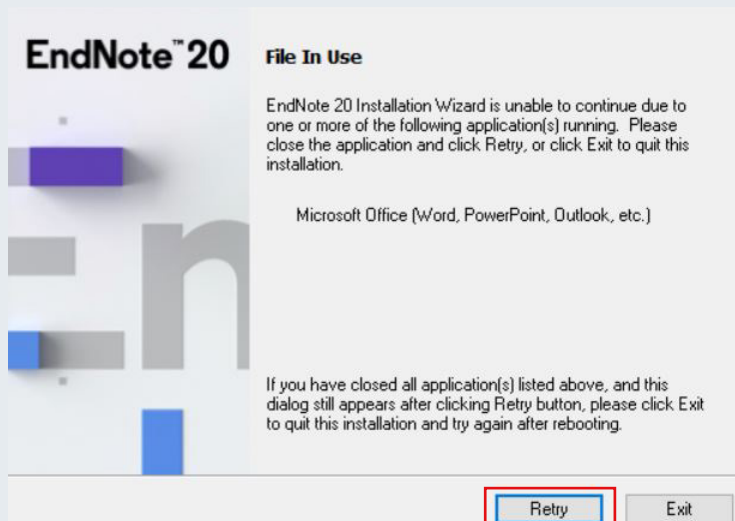 EndNote™ 20
File In Use
EndNote 20 Installation Wizard is unable to continue due to
one or more of the following application(s) running.  Please
close the application and click Retry, or click Exit to quit this
installation.
Microsoft Office (Word, PowerPoint, Outlook, etc.)
If you have closed all application(s) listed above, and this
dialog still appears after clicking Retry button, please click Exit
to quit this installation and try again after rebooting.
Retry
Exit